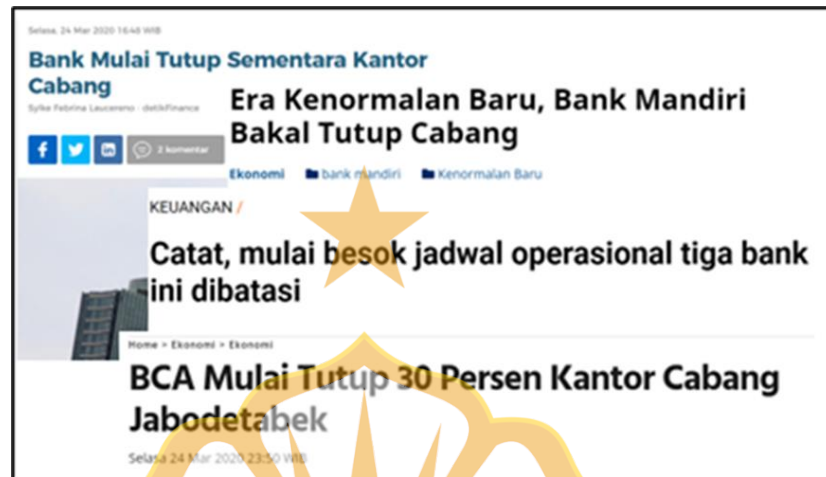 Selasa, 24 Mar 2020 16:40 WIB
Bank Mulai Tutup Sementara Kantor
Cabang
Sylke Febrina Laucereno - detikFinance
2 komentar
Era Kenormalan Baru, Bank Mandiri
Bakal Tutup Cabang
Ekonomi bank mandiri Kenormalan Baru
KEUANGAN /
Catat, mulai besok jadwal operasional tiga bank
ini dibatasi
Home > Ekonomi > Ekonomi
BCA Mulai Tutup 30 Persen Kantor Cabang
Jabodetabek
Selasa 24 Mar 2020 23:50 WIB